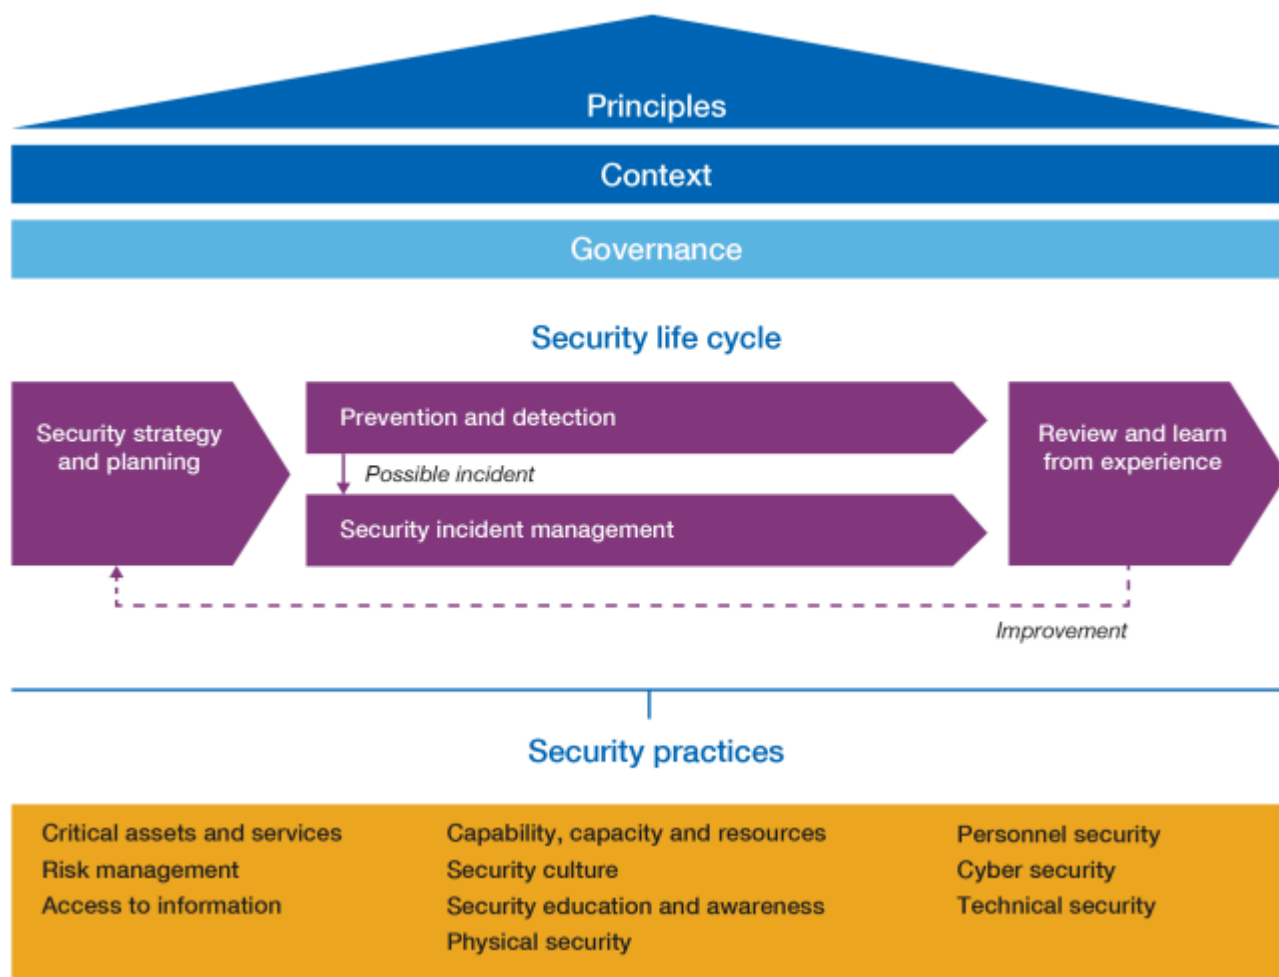 Principles
Context
Governance
Security life cycle
Security strategy
and planning
Prevention and detection
Possible incident
Security incident management
Review and learn
from experience
Improvement
Security practices
Critical assets and services
Risk management
Access to information
Capability, capacity and resources
Security culture
Security education and awareness
Physical security
Personnel security
Cyber security
Technical security